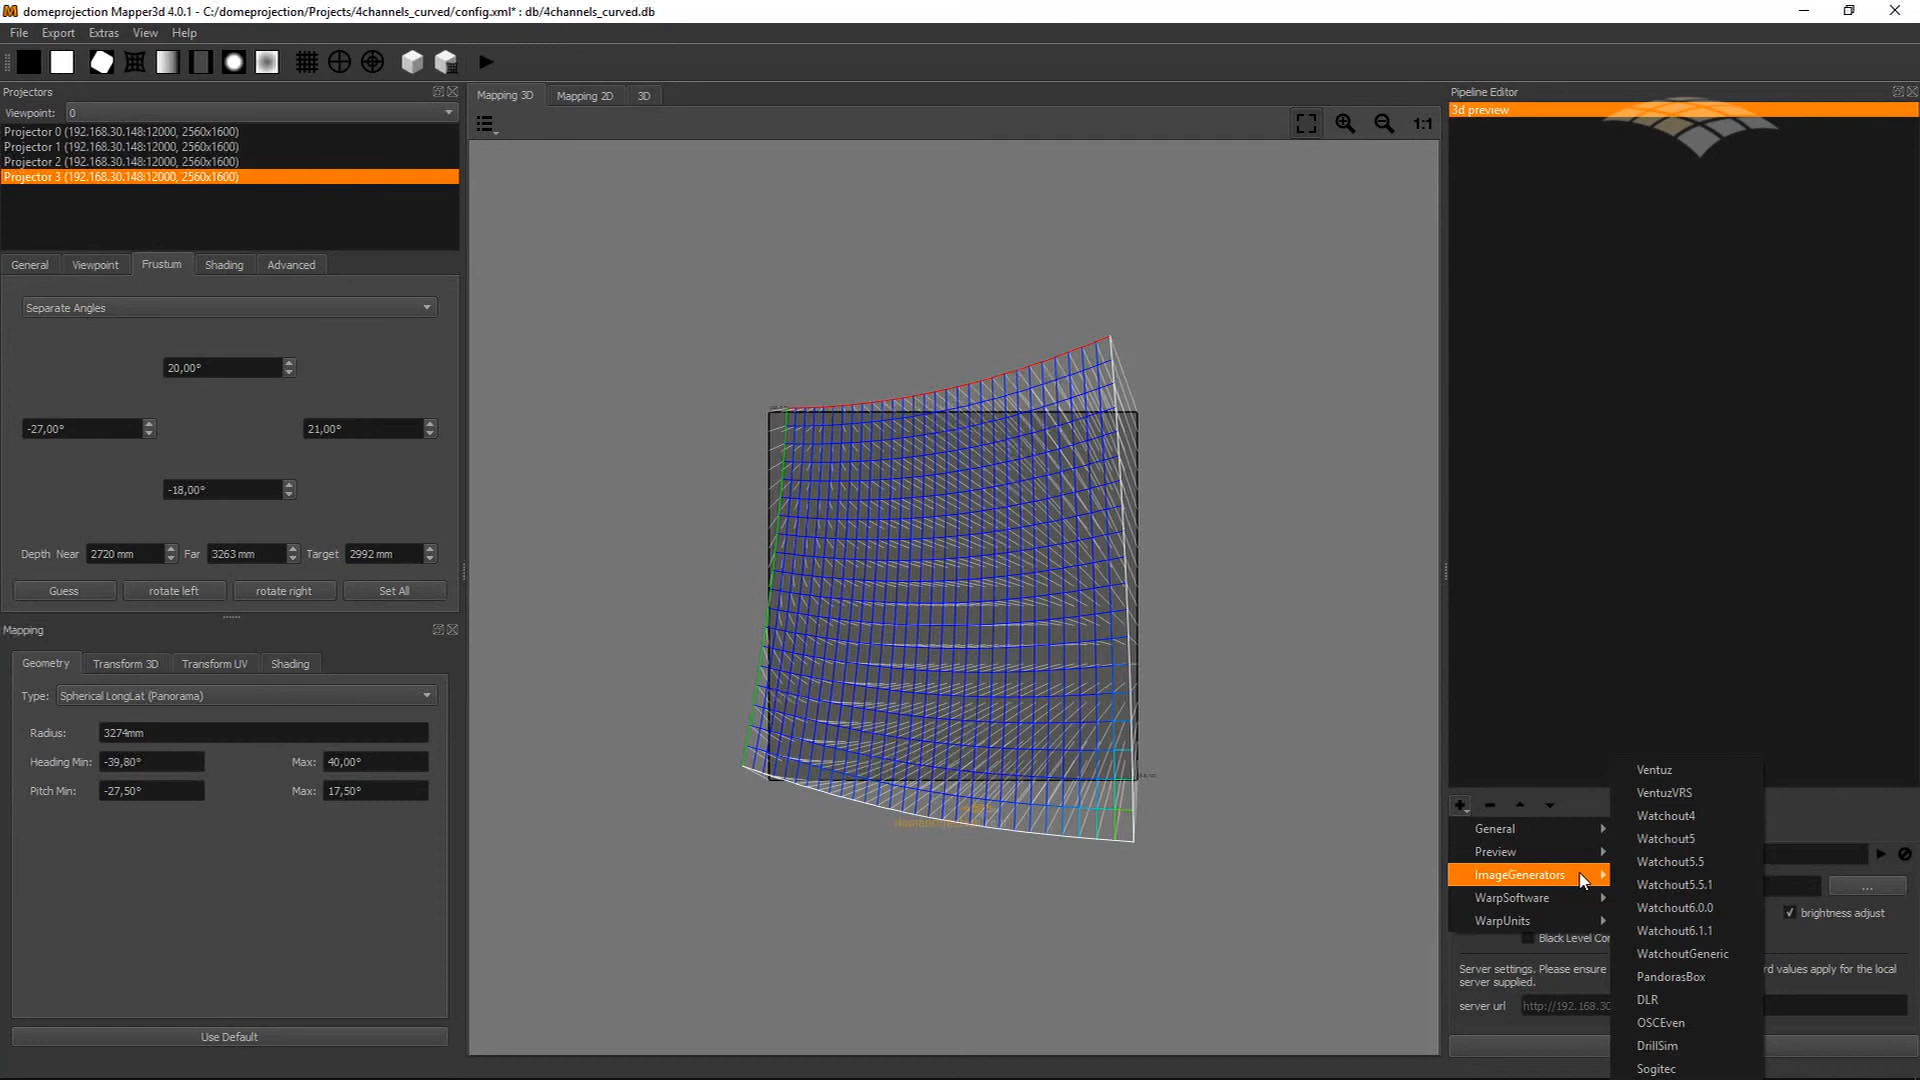 domeprojection Mapper3d 4.0.1 - C:/domeprojection/Projects/4channels_curved/config.xml* : db/4channels_curved.db
File Export Extras View Help
Projectors
Viewpoint: 0
Projector 0 (192.168.30.148:12000, 2560x1600)
Projector 1 (192.168.30.148:12000, 2560x1600)
Projector 2 (192.168.30.148:12000, 2560x1600)
Projector 3 (192.168.30.148:12000, 2560x1600)
General Viewpoint Frustum Shading Advanced
Separate Angles
20,00°
-27,00° 21,00°
-18,00°
Depth Near 2720 mm Far 3263 mm Target 2992 mm
Guess rotate left rotate right Set All
Mapping
Geometry Transform 3D Transform UV Shading
Type: Spherical LongLat (Panorama)
Radius: 3274mm
Heading Min: -39,80° Max: 40,00°
Pitch Min: -27,50° Max: 17,50°
Use Default
Mapping 3D Mapping 2D 3D
1:1
Pipeline Editor
3d preview
General
Preview
ImageGenerators
WarpSoftware
WarpUnits
Ventuz
VentuzVRS
Watchout4
Watchout5
Watchout5.5
Watchout5.5.1
Watchout6.0.0
Watchout6.1.1
WatchoutGeneric
PandorasBox
DLR
OSCEven
DrillSim
Sogitec
...
brightness adjust
Black Level Cor
Server settings. Please ensure rd values apply for the local
server supplied.
server url http://192.168.30